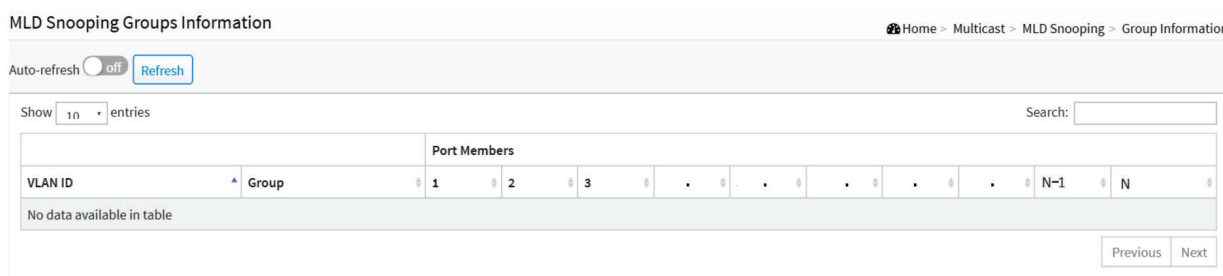 MLD Snooping Groups Information
Home > Multicast > MLD Snooping > Group Information
Auto-refresh off Refresh
Show 10 entries
Search:
Port Members
VLAN ID Group 1 2 3 . . . . . N-1 N
No data available in table
Previous Next